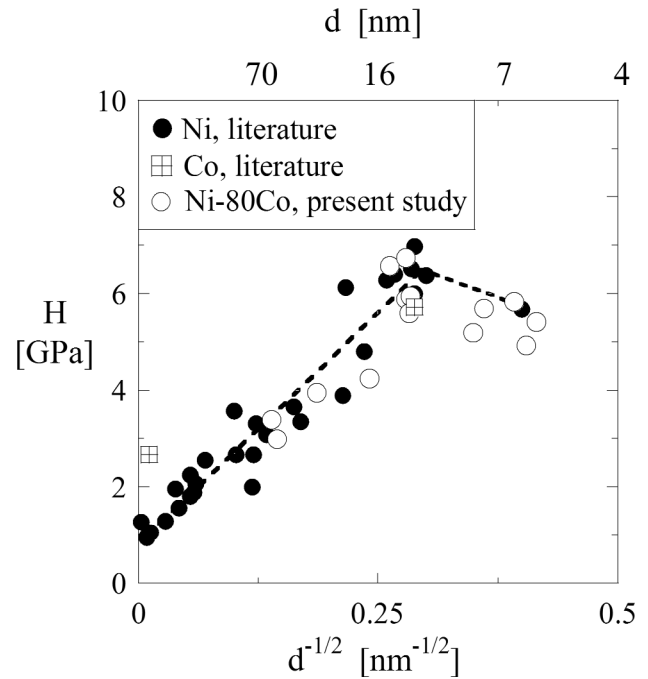 d [nm]
70 16 7 4
10
Ni, literature
Co, literature
Ni-80Co, present study
8
6
H
[GPa]
4
2
0
0 0.25 0.5
d^{-1/2} [nm^{-1/2}]